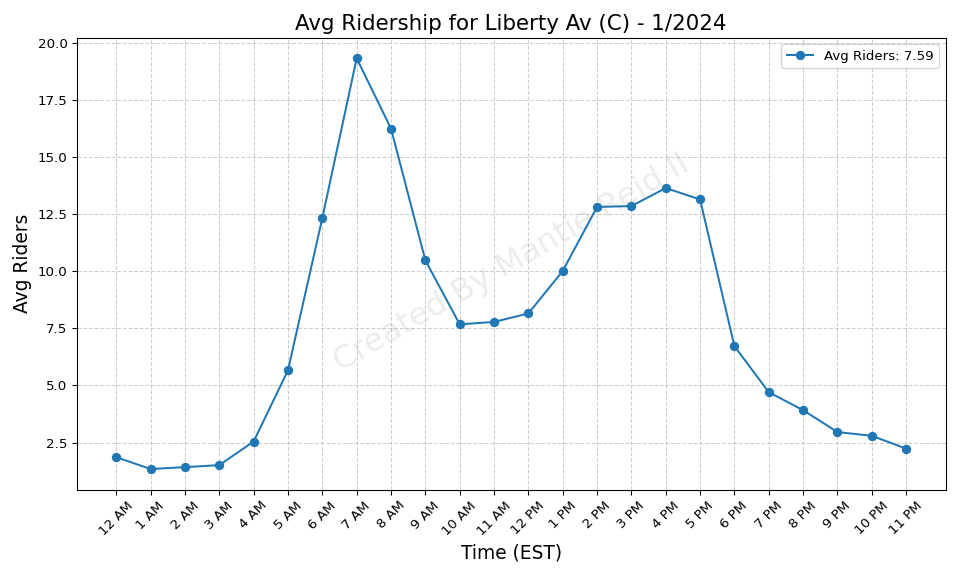 Avg Ridership for Liberty Av (C) - 1/2024
Avg Riders: 7.59
20.0
17.5
15.0
12.5
10.0
7.5
5.0
2.5
Avg Riders
Created By Mantie Reid II
12 AM
1 AM
2 AM
3 AM
4 AM
5 AM
6 AM
7 AM
8 AM
9 AM
10 AM
11 AM
12 PM
1 PM
2 PM
3 PM
4 PM
5 PM
6 PM
7 PM
8 PM
9 PM
10 PM
11 PM
Time (EST)